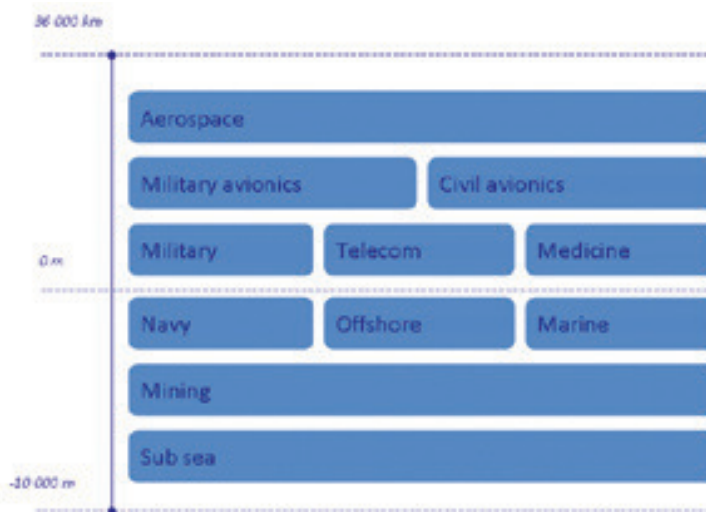 36 000 km
Aerospace
Military avionics
Civil avionics
Military
Telecom
Medicine
0 m
Navy
Offshore
Marine
Mining
Sub sea
-10 000 m